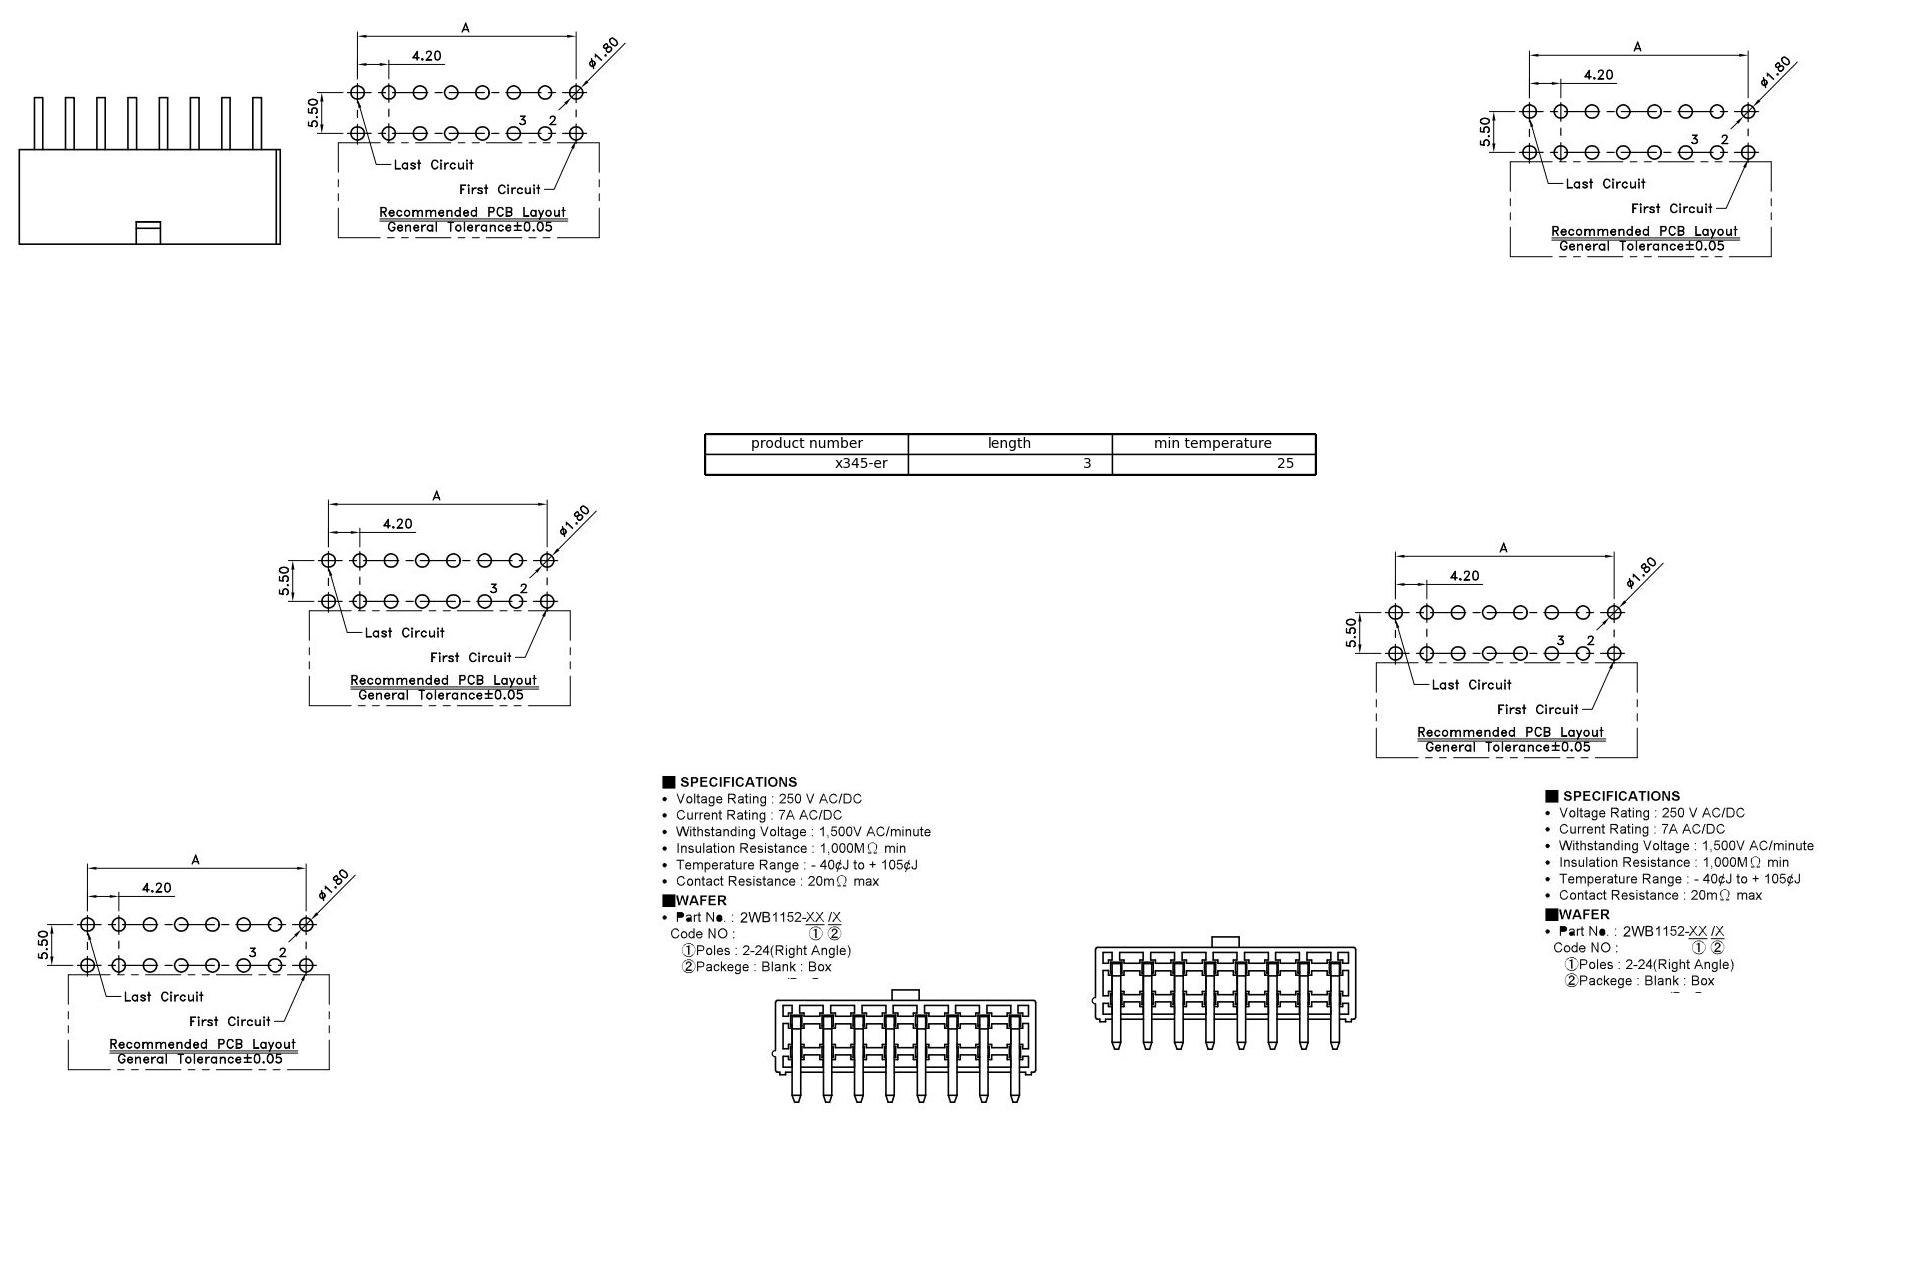 A
4.20
ø1.80
5.50
3 2
Last Circuit
First Circuit
Recommended PCB Layout
General Tolerance±0.05
A
4.20
ø1.80
5.50
3 2
Last Circuit
First Circuit
Recommended PCB Layout
General Tolerance±0.05
product number length min temperature
x345-er 3 25
A
4.20
ø1.80
5.50
3 2
Last Circuit
First Circuit
Recommended PCB Layout
General Tolerance±0.05
A
4.20
ø1.80
5.50
3 2
Last Circuit
First Circuit
Recommended PCB Layout
General Tolerance±0.05
A
4.20
ø1.80
5.50
3 2
Last Circuit
First Circuit
Recommended PCB Layout
General Tolerance±0.05
■ SPECIFICATIONS
• Voltage Rating : 250 V AC/DC
• Current Rating : 7A AC/DC
• Withstanding Voltage : 1,500V AC/minute
• Insulation Resistance : 1,000MΩ min
• Temperature Range : - 40¢J to + 105¢J
• Contact Resistance : 20mΩ max
■WAFER
• Part No. : 2WB1152-XX /X
Code NO : ① ②
①Poles : 2-24(Right Angle)
②Packege : Blank : Box
■ SPECIFICATIONS
• Voltage Rating : 250 V AC/DC
• Current Rating : 7A AC/DC
• Withstanding Voltage : 1,500V AC/minute
• Insulation Resistance : 1,000MΩ min
• Temperature Range : - 40¢J to + 105¢J
• Contact Resistance : 20mΩ max
■WAFER
• Part No. : 2WB1152-XX /X
Code NO : ① ②
①Poles : 2-24(Right Angle)
②Packege : Blank : Box